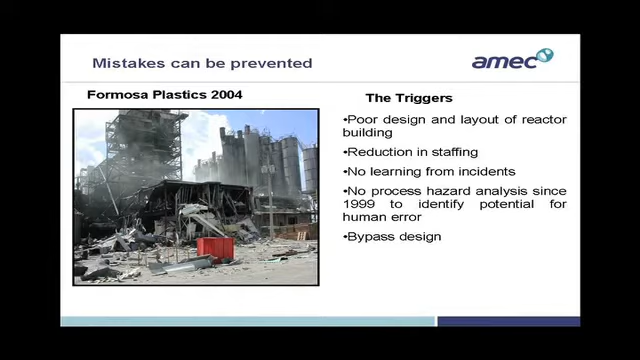 Mistakes can be prevented
amec
Formosa Plastics 2004
The Triggers
•Poor design and layout of reactor
building
•Reduction in staffing
•No learning from incidents
•No process hazard analysis since
1999 to identify potential for
human error
•Bypass design